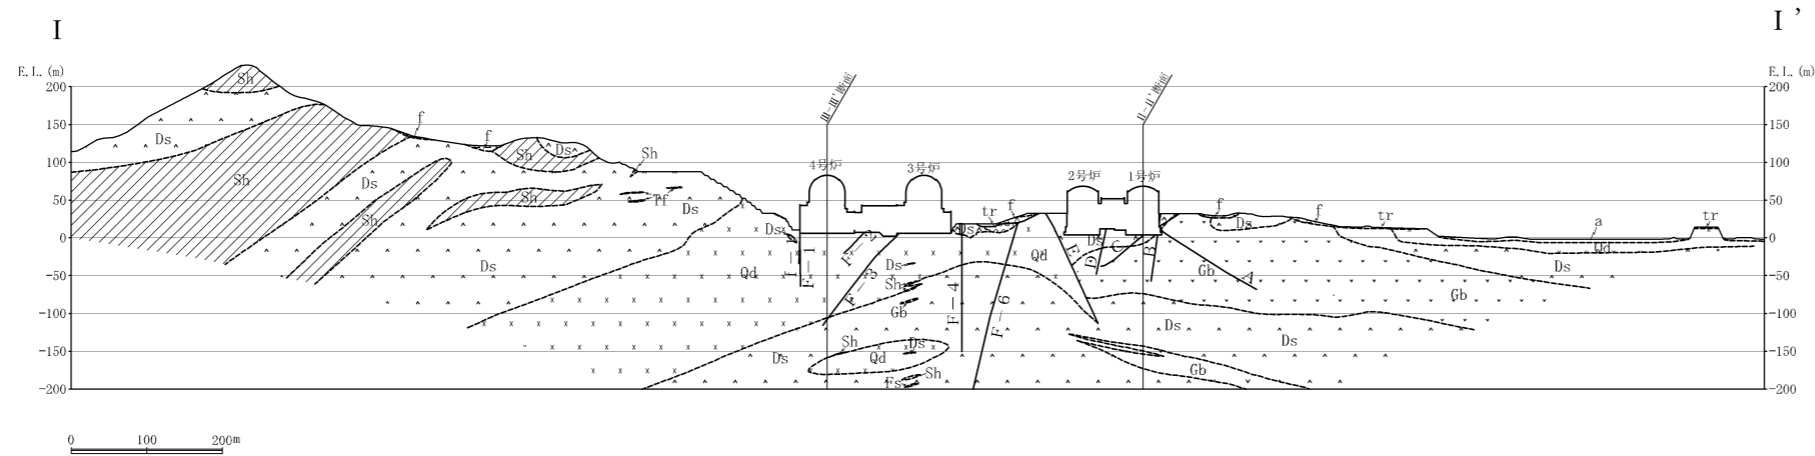 I
I’
E.L.(m)
E.L.(m)
200
150
100
50
0
−50
−100
−150
−200
200
150
100
50
0
−50
−100
−150
−200
Sh
Ds
Sh
f
f
Sh
Ds
Sh
Ds
Sh
Sh
Tf
Ds
Ds
Ds
Qd
III−III’断面
4号炉
3号炉
F−1
F−2
F−3
Ds
Sh
Gb
Ds
Sh
Qd
Ds
Sh
Fs
Ds
tr
f
F−4
F−6
Qd
II−II’断面
2号炉
1号炉
E
Ds
D
C
B
A
Gb
f
Ds
f
tr
a
Qd
tr
Ds
Gb
Ds
Ds
Gb
0
100
200m